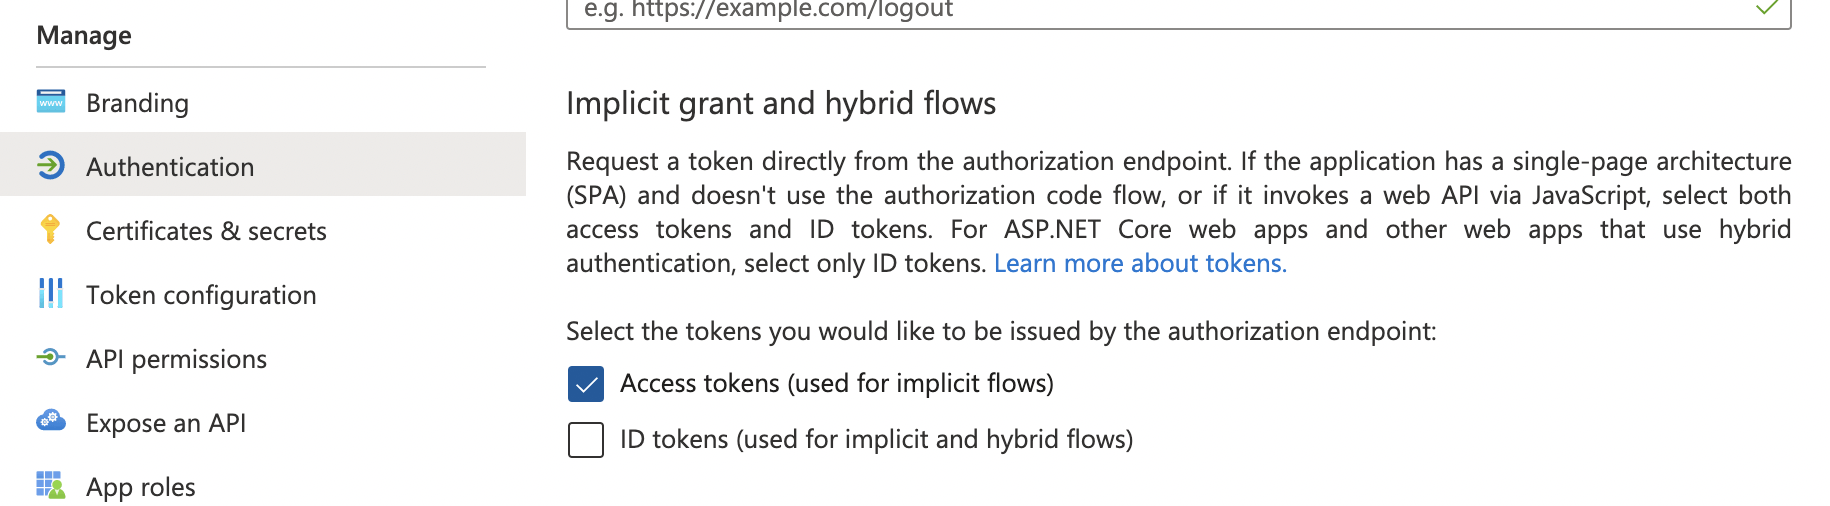 e.g. https://example.com/logout
Manage
www
Branding
Authentication
Certificates & secrets
Token configuration
API permissions
Expose an API
App roles
Implicit grant and hybrid flows
Request a token directly from the authorization endpoint. If the application has a single-page architecture
(SPA) and doesn't use the authorization code flow, or if it invokes a web API via JavaScript, select both
access tokens and ID tokens. For ASP.NET Core web apps and other web apps that use hybrid
authentication, select only ID tokens. Learn more about tokens.
Select the tokens you would like to be issued by the authorization endpoint:
Access tokens (used for implicit flows)
ID tokens (used for implicit and hybrid flows)